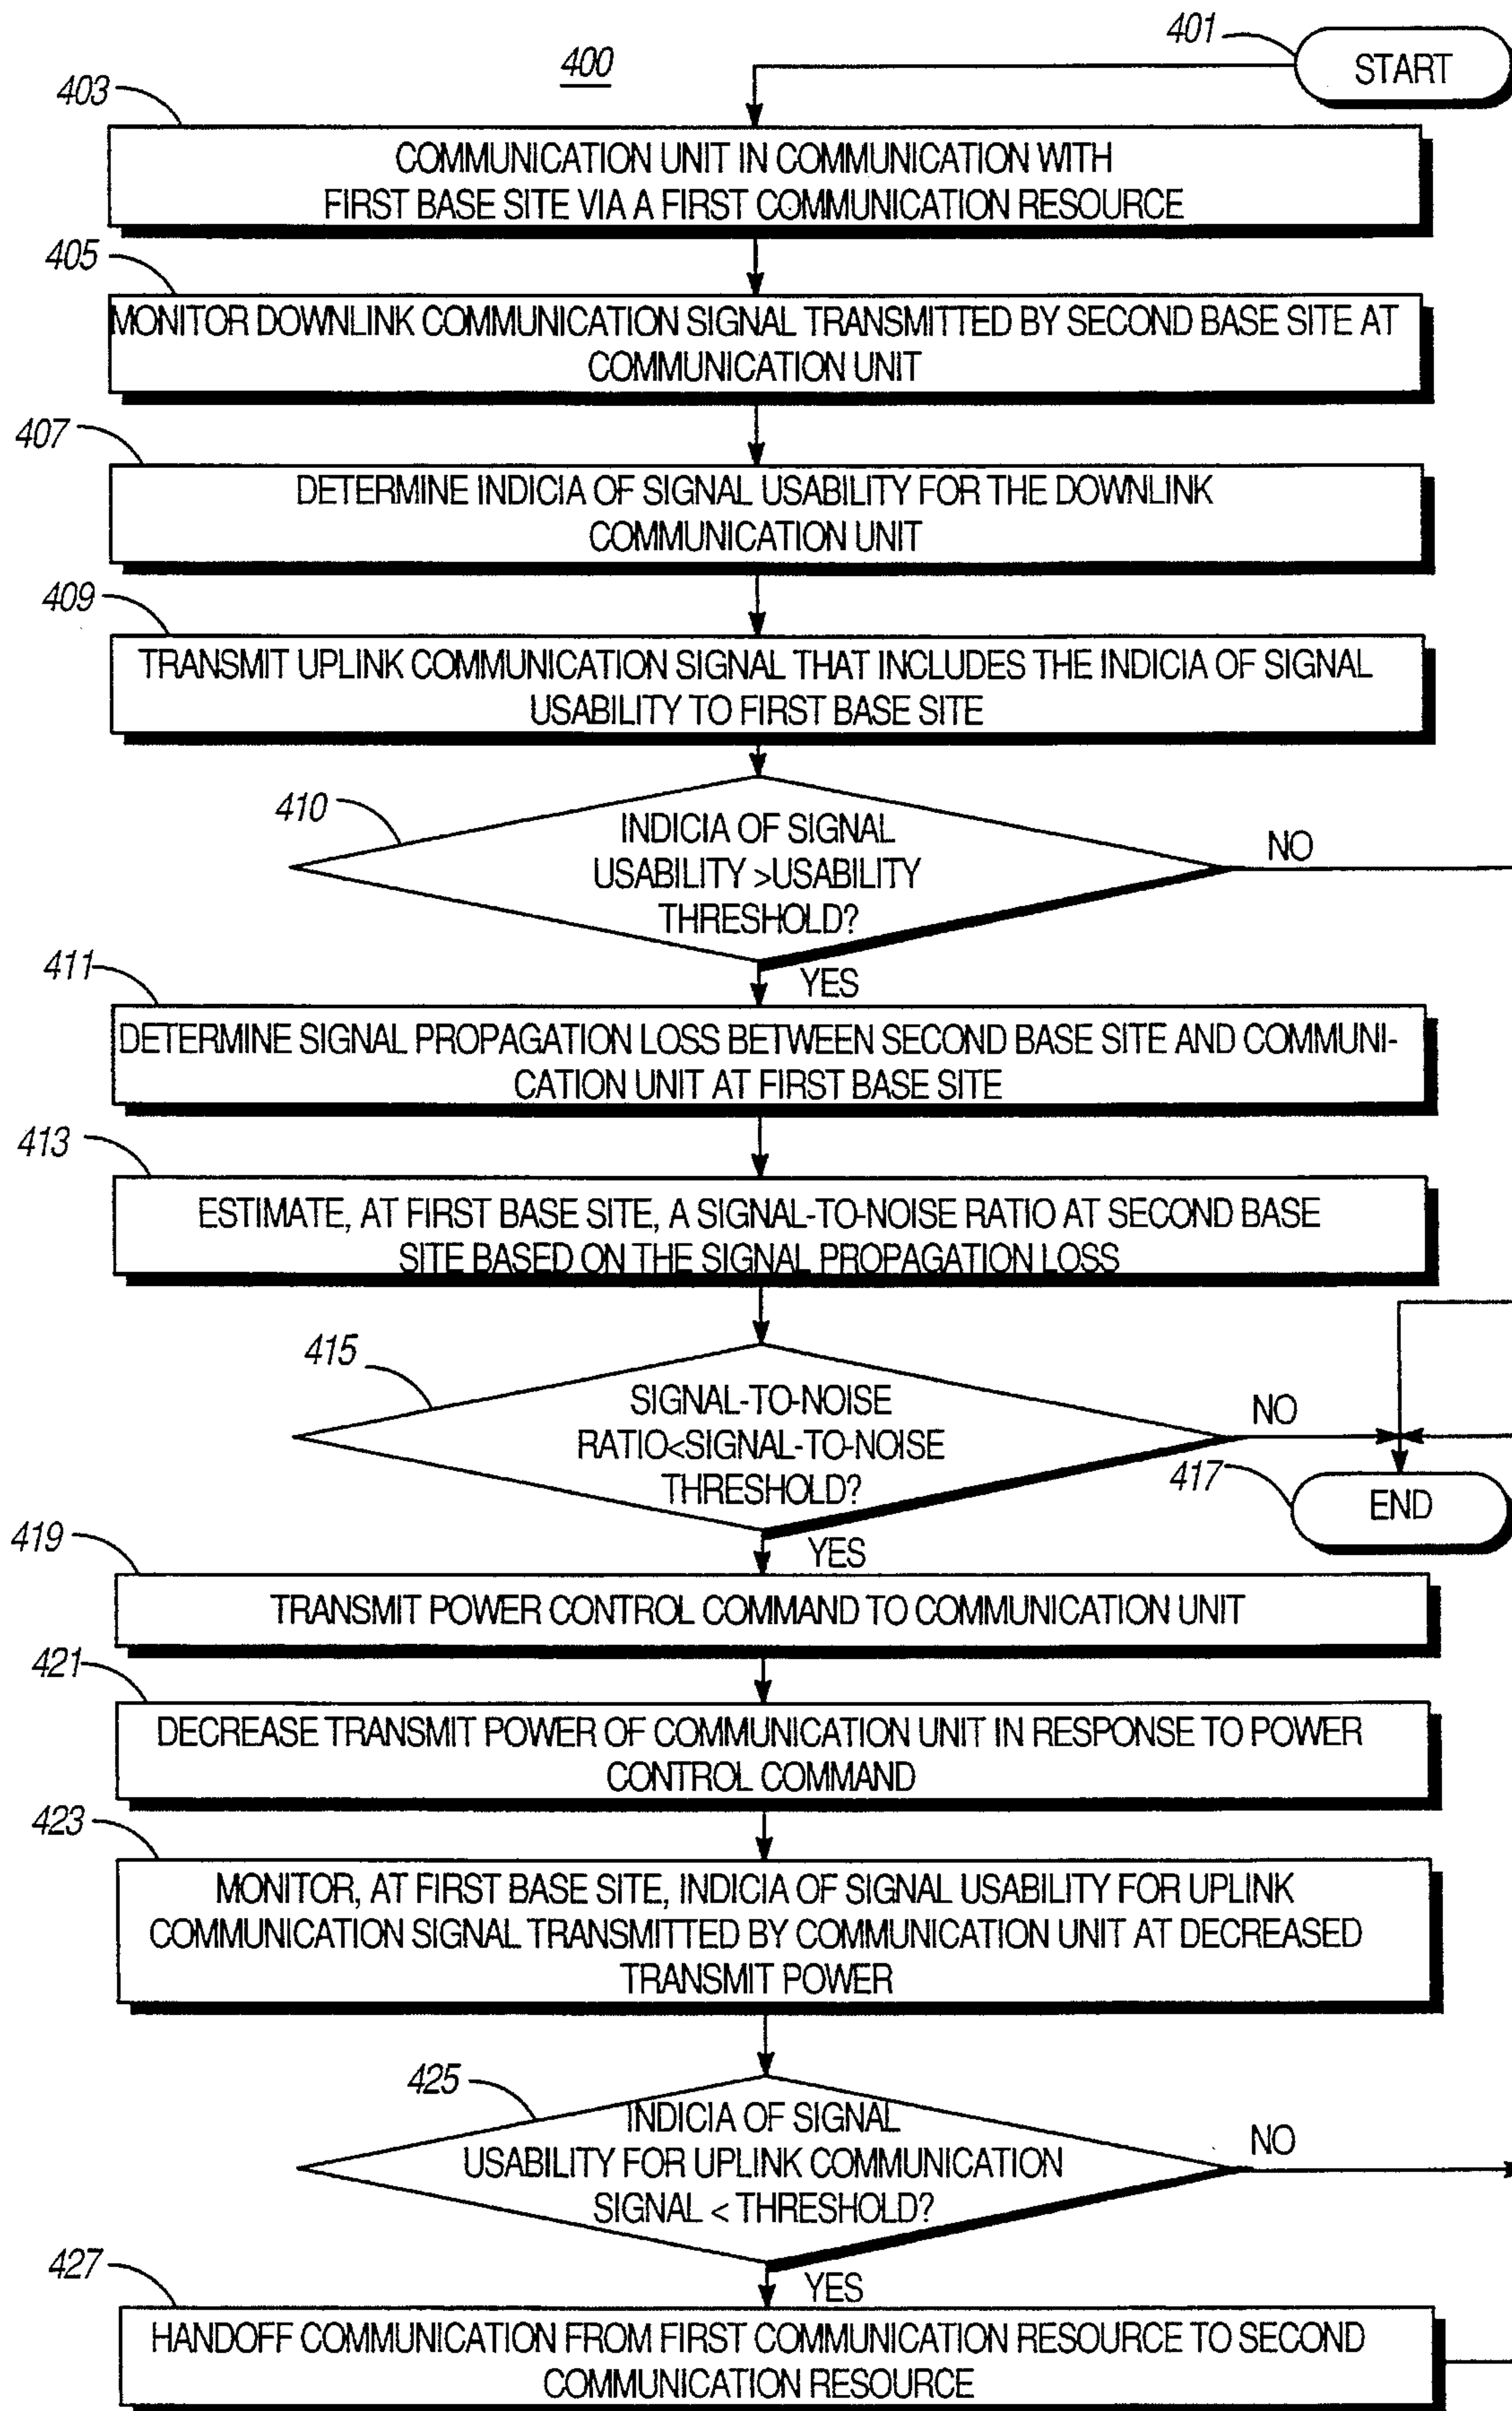 401
START
400
403
COMMUNICATION UNIT IN COMMUNICATION WITH
FIRST BASE SITE VIA A FIRST COMMUNICATION RESOURCE
405
MONITOR DOWNLINK COMMUNICATION SIGNAL TRANSMITTED BY SECOND BASE SITE AT
COMMUNICATION UNIT
407
DETERMINE INDICIA OF SIGNAL USABILITY FOR THE DOWNLINK
COMMUNICATION UNIT
409
TRANSMIT UPLINK COMMUNICATION SIGNAL THAT INCLUDES THE INDICIA OF SIGNAL
USABILITY TO FIRST BASE SITE
410
INDICIA OF SIGNAL
USABILITY >USABILITY
THRESHOLD?
NO
YES
411
DETERMINE SIGNAL PROPAGATION LOSS BETWEEN SECOND BASE SITE AND COMMUNI-
CATION UNIT AT FIRST BASE SITE
413
ESTIMATE, AT FIRST BASE SITE, A SIGNAL-TO-NOISE RATIO AT SECOND BASE
SITE BASED ON THE SIGNAL PROPAGATION LOSS
415
SIGNAL-TO-NOISE
RATIO<SIGNAL-TO-NOISE
THRESHOLD?
NO
YES
417
END
419
TRANSMIT POWER CONTROL COMMAND TO COMMUNICATION UNIT
421
DECREASE TRANSMIT POWER OF COMMUNICATION UNIT IN RESPONSE TO POWER
CONTROL COMMAND
423
MONITOR, AT FIRST BASE SITE, INDICIA OF SIGNAL USABILITY FOR UPLINK
COMMUNICATION SIGNAL TRANSMITTED BY COMMUNICATION UNIT AT DECREASED
TRANSMIT POWER
425
INDICIA OF SIGNAL
USABILITY FOR UPLINK COMMUNICATION
SIGNAL < THRESHOLD?
NO
YES
427
HANDOFF COMMUNICATION FROM FIRST COMMUNICATION RESOURCE TO SECOND
COMMUNICATION RESOURCE